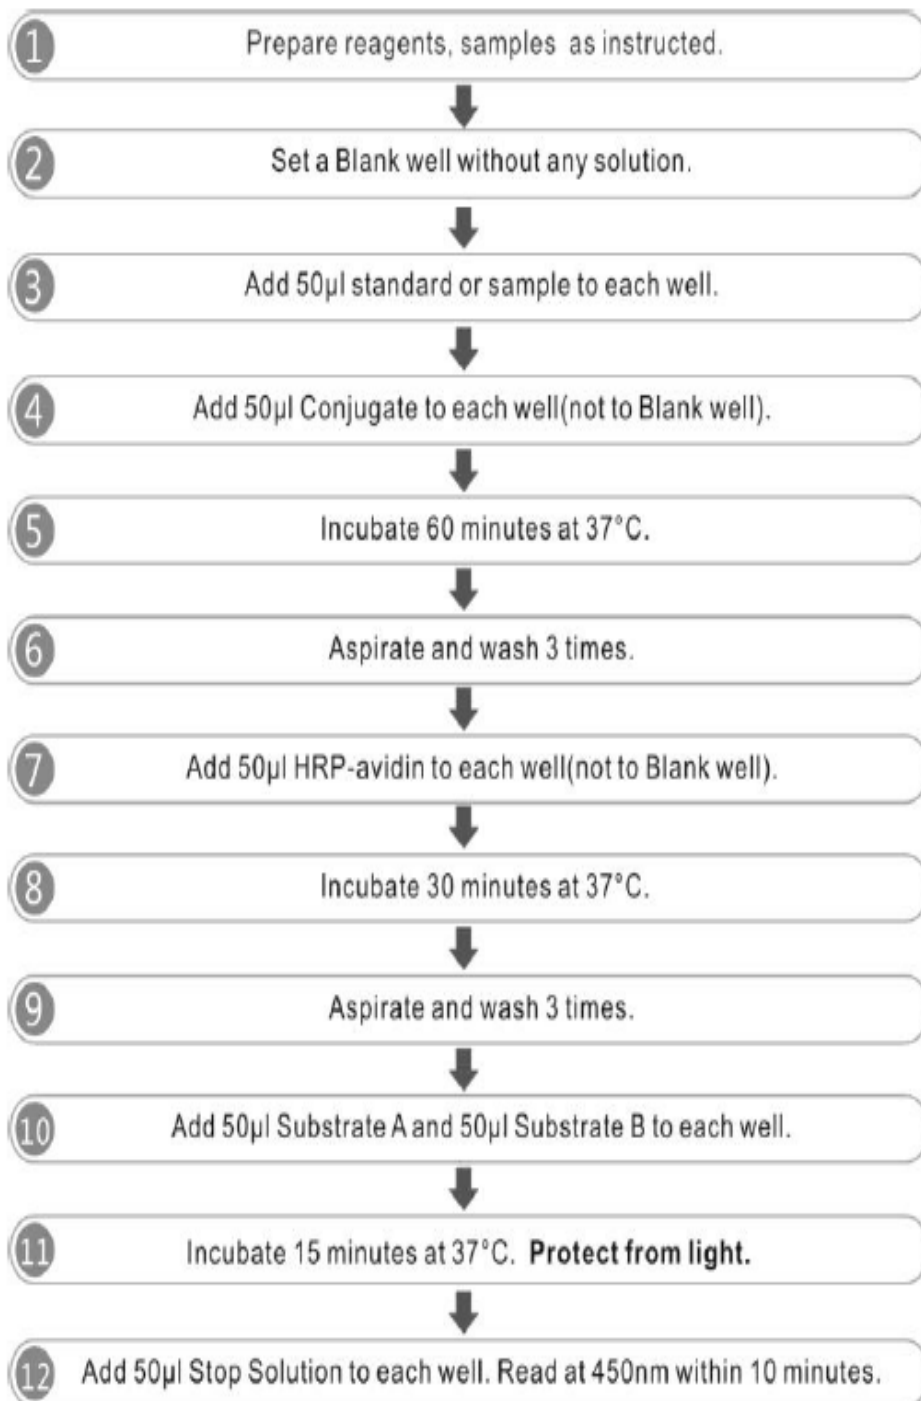 1 Prepare reagents, samples as instructed.
2 Set a Blank well without any solution.
3 Add 50μl standard or sample to each well.
4 Add 50μl Conjugate to each well(not to Blank well).
5 Incubate 60 minutes at 37°C.
6 Aspirate and wash 3 times.
7 Add 50μl HRP-avidin to each well(not to Blank well).
8 Incubate 30 minutes at 37°C.
9 Aspirate and wash 3 times.
10 Add 50μl Substrate A and 50μl Substrate B to each well.
11 Incubate 15 minutes at 37°C. Protect from light.
12 Add 50μl Stop Solution to each well. Read at 450nm within 10 minutes.